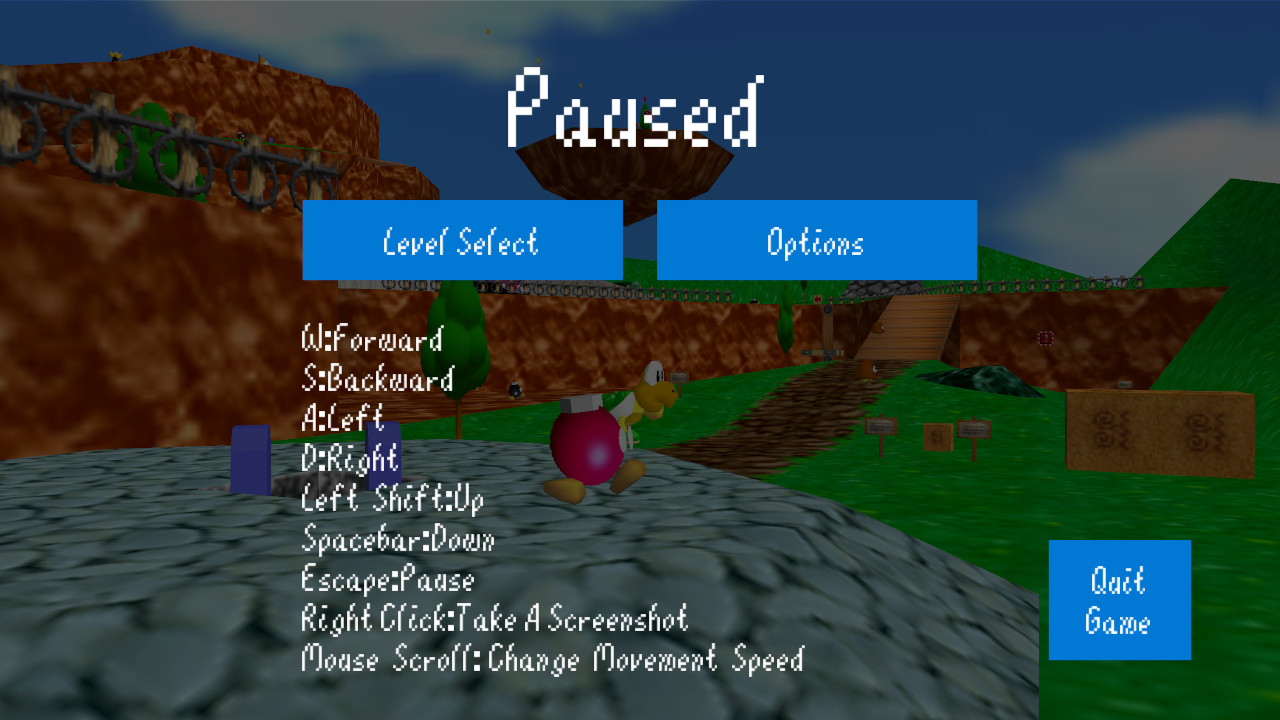 Paused
Level Select
Options
W:Forward
S:Backward
A:Left
D:Right
Left Shift:Up
Spacebar:Down
Escape:Pause
Right Click:Take A Screenshot
Mouse Scroll: Change Movement Speed
Quit
Game